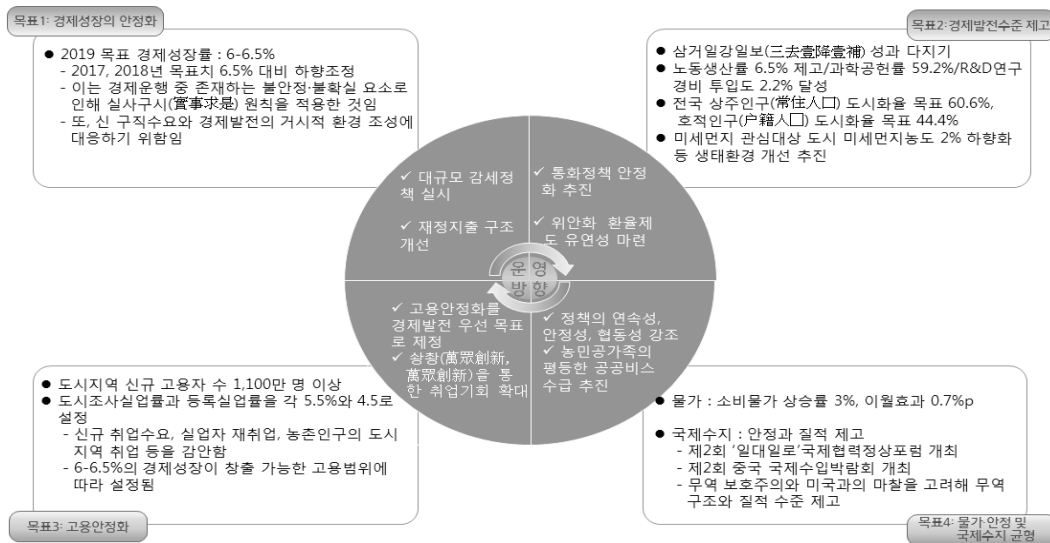 목표1: 경제성장의 안정화
● 2019 목표 경제성장률 : 6-6.5%
- 2017, 2018년 목표치 6.5% 대비 하향조정
- 이는 경제운행 중 존재하는 불안정·불확실 요소로
인해 실사구시(實事求是) 원칙을 적용한 것임
- 또, 신 구직수요와 경제발전의 거시적 환경 조성에
대응하기 위함임
목표2:경제발전수준 제고
● 삼거일강일보(三去壹降壹補) 성과 다지기
● 노동생산률 6.5% 제고/과학공헌률 59.2%/R&D연구
경비 투입도 2.2% 달성
● 전국 상주인구(常住人口) 도시화율 목표 60.6%,
호적인구(户籍人口) 도시화율 목표 44.4%
● 미세먼지 관심대상 도시 미세먼지농도 2% 하향화
등 생태환경 개선 추진
✓ 대규모 감세정
책 실시
✓ 재정지출 구조
개선
✓ 통화정책 안정
화 추진
✓ 위안화 환율제
도 유연성 마련
운영
방향
✓ 고용안정화를
경제발전 우선 목표
로 제정
✓ 솽창(萬眾創新,
萬眾創新)을 통
한 취업기회 확대
✓ 정책의 연속성,
안정성, 협동성 강조
✓ 농민공가족의
평등한 공공비스
수급 추진
● 도시지역 신규 고용자 수 1,100만 명 이상
● 도시조사실업률과 등록실업률을 각 5.5%와 4.5로
설정
- 신규 취업수요, 실업자 재취업, 농촌인구의 도시
지역 취업 등을 감안함
- 6-6.5%의 경제성장이 창출 가능한 고용범위에
따라 설정됨
목표3: 고용안정화
● 물가 : 소비물가 상승률 3%, 이월효과 0.7%p
● 국제수지 : 안정과 질적 제고
- 제2회 '일대일로'국제협력정상포럼 개최
- 제2회 중국 국제수입박람회 개최
- 무역 보호주의와 미국과의 마찰을 고려해 무역
구조와 질적 수준 제고
목표4: 물가 안정 및
국제수지 균형